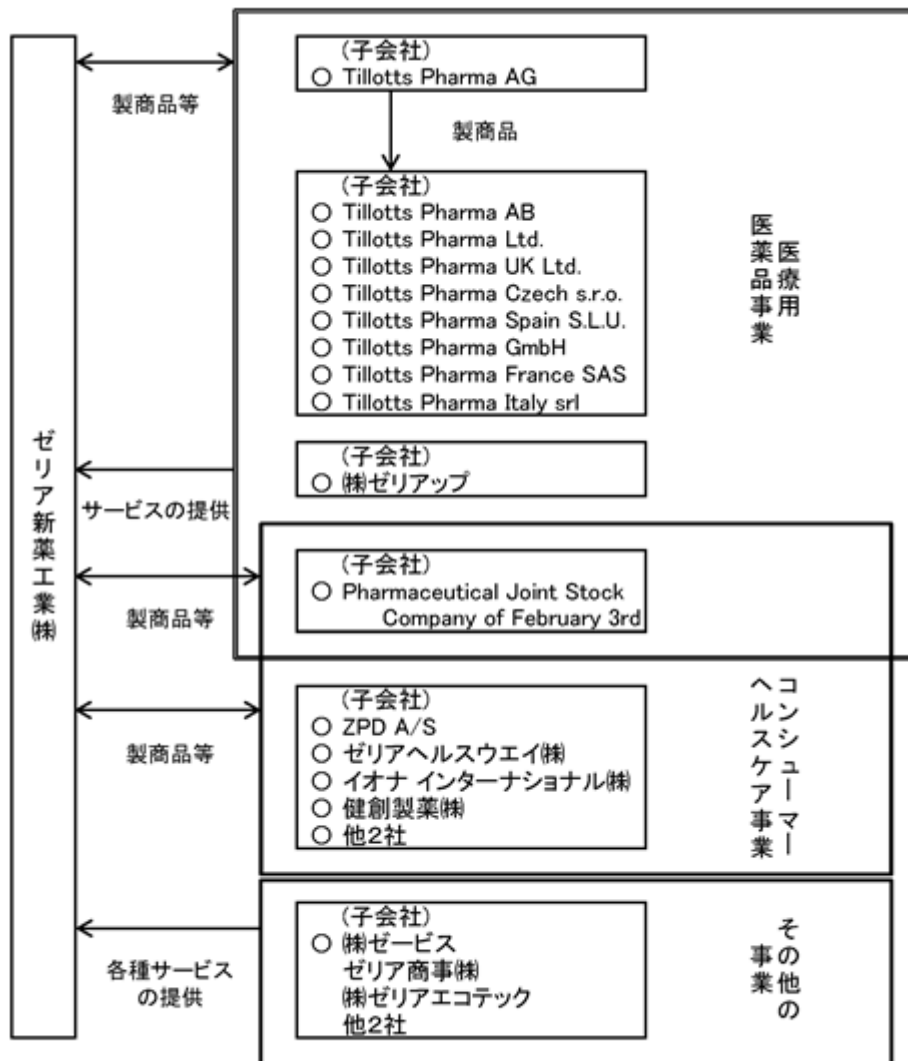 ゼリア新薬工業㈱
製商品等
(子会社)
○ Tillotts Pharma AG
製商品
(子会社)
○ Tillotts Pharma AB
○ Tillotts Pharma Ltd.
○ Tillotts Pharma UK Ltd.
○ Tillotts Pharma Czech s.r.o.
○ Tillotts Pharma Spain S.L.U.
○ Tillotts Pharma GmbH
○ Tillotts Pharma France SAS
○ Tillotts Pharma Italy srl
医療用
医薬品事業
(子会社)
○ ㈱ゼリアップ
サービスの提供
(子会社)
○ Pharmaceutical Joint Stock
Company of February 3rd
製商品等
(子会社)
○ ZPD A/S
○ ゼリアヘルスウエイ㈱
○ イオナ インターナショナル㈱
○ 健創製薬㈱
○ 他2社
製商品等
コンシューマー
ヘルスケア事業
(子会社)
○ ㈱ゼービス
ゼリア商事㈱
㈱ゼリアエコテック
他2社
各種サービス
の提供
その他の
事業